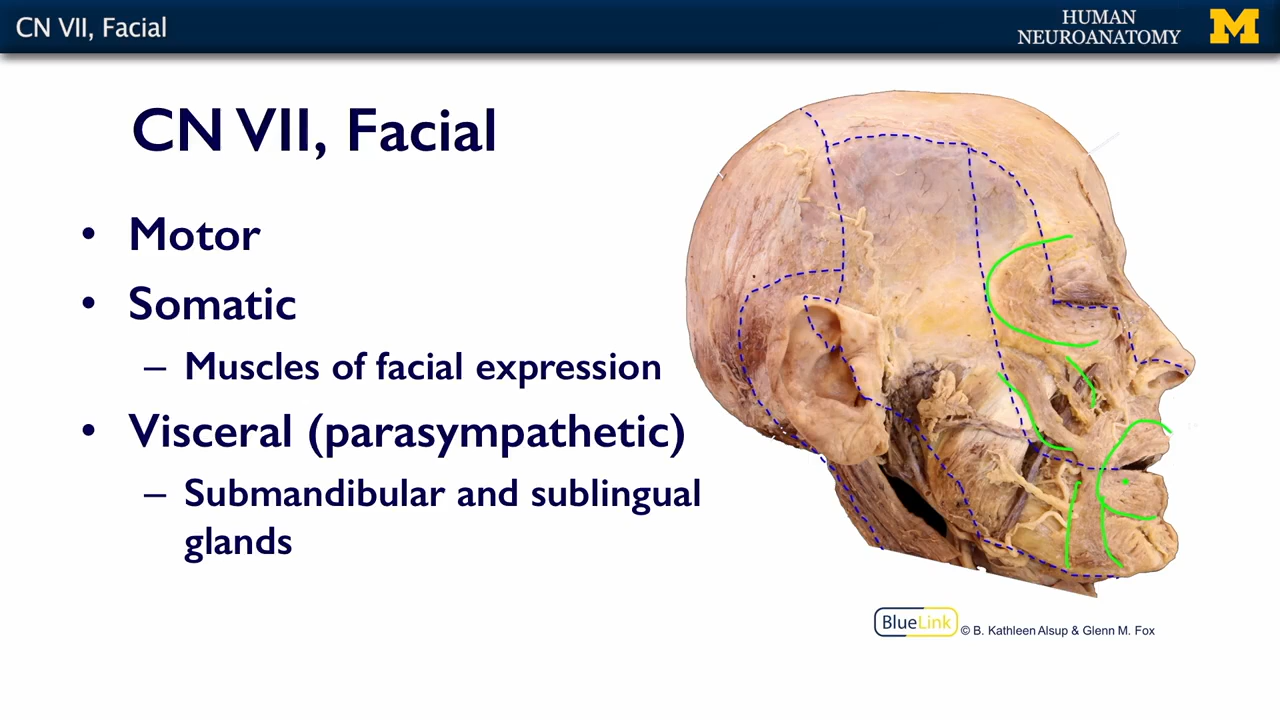 CN VII, Facial
HUMAN
NEUROANATOMY
M
CN VII, Facial
• Motor
• Somatic
– Muscles of facial expression
• Visceral (parasympathetic)
– Submandibular and sublingual
glands
BlueLink © B. Kathleen Alsup & Glenn M. Fox